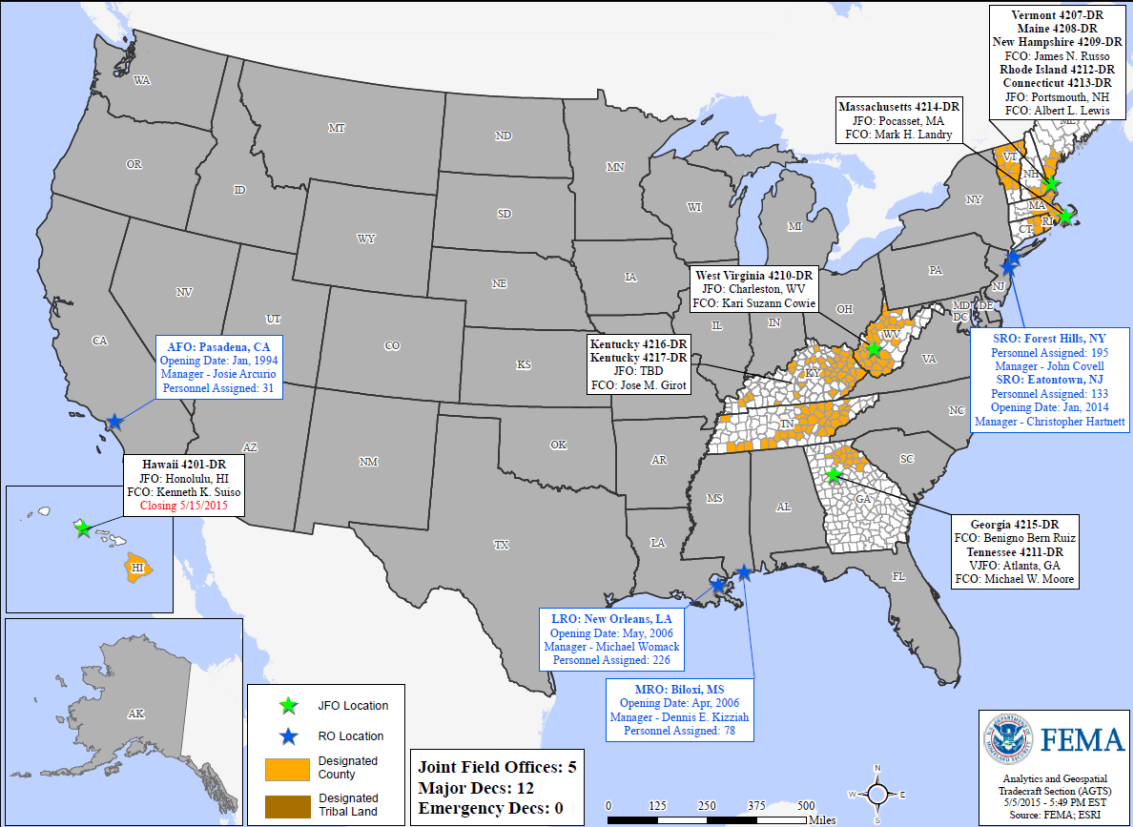 Vermont 4207-DR
Maine 4208-DR
New Hampshire 4209-DR
FCO: James N. Russo
Rhode Island 4212-DR
Connecticut 4213-DR
JFO: Portsmouth, NH
FCO: Albert L. Lewis
Massachusetts 4214-DR
JFO: Pocasset, MA
FCO: Mark H. Landry
West Virginia 4210-DR
JFO: Charleston, WV
FCO: Kari Suzann Cowie
Kentucky 4216-DR
Kentucky 4217-DR
JFO: TBD
FCO: Jose M. Girot
AFO: Pasadena, CA
Opening Date: Jan, 1994
Manager - Josie Arcurio
Personnel Assigned: 31
SRO: Forest Hills, NY
Personnel Assigned: 195
Manager - John Covell
SRO: Eatontown, NJ
Personnel Assigned: 133
Opening Date: Jan, 2014
Manager - Christopher Hartnett
Hawaii 4201-DR
JFO: Honolulu, HI
FCO: Kenneth K. Suiso
Closing 5/15/2015
Georgia 4215-DR
FCO: Benigno Bern Ruiz
Tennessee 4211-DR
VJFO: Atlanta, GA
FCO: Michael W. Moore
LRO: New Orleans, LA
Opening Date: May, 2006
Manager - Michael Womack
Personnel Assigned: 226
MRO: Biloxi, MS
Opening Date: Apr, 2006
Manager - Dennis E. Kizziah
Personnel Assigned: 78
WA
MT
ND
MN
OR
ID
SD
WI
MI
NY
VT
NH
ME
MA
CT
RI
WY
IA
NE
PA
NJ
NV
UT
CO
IL
IN
OH
MD
DE
DC
WV
VA
CA
KS
KY
NC
TN
AZ
NM
OK
AR
SC
MS
AL
GA
TX
LA
FL
HI
AK
JFO Location
RO Location
Designated
County
Designated
Tribal Land
Joint Field Offices: 5
Major Decs: 12
Emergency Decs: 0
0 125 250 375 500
Miles
N
W E
S
FEMA
Analytics and Geospatial
Tradecraft Section (AGTS)
5/5/2015 - 5:49 PM EST
Source: FEMA; ESRI